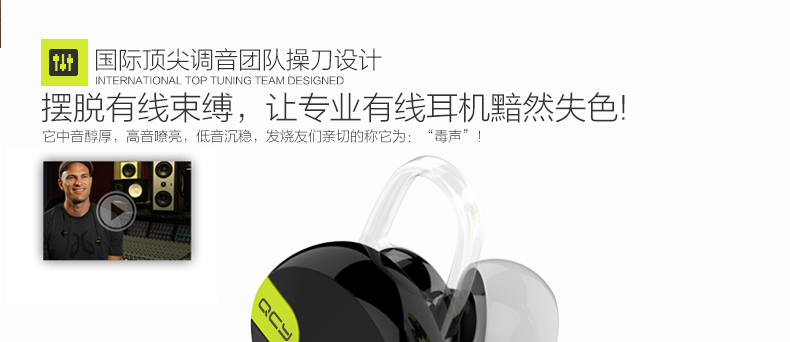 国际顶尖调音团队操刀设计
INTERNATIONAL TOP TUNING TEAM DESIGNED
摆脱有线束缚，让专业有线耳机黯然失色!
它中音醇厚，高音嘹亮，低音沉稳，发烧友们亲切的称它为：“毒声”！
QCY